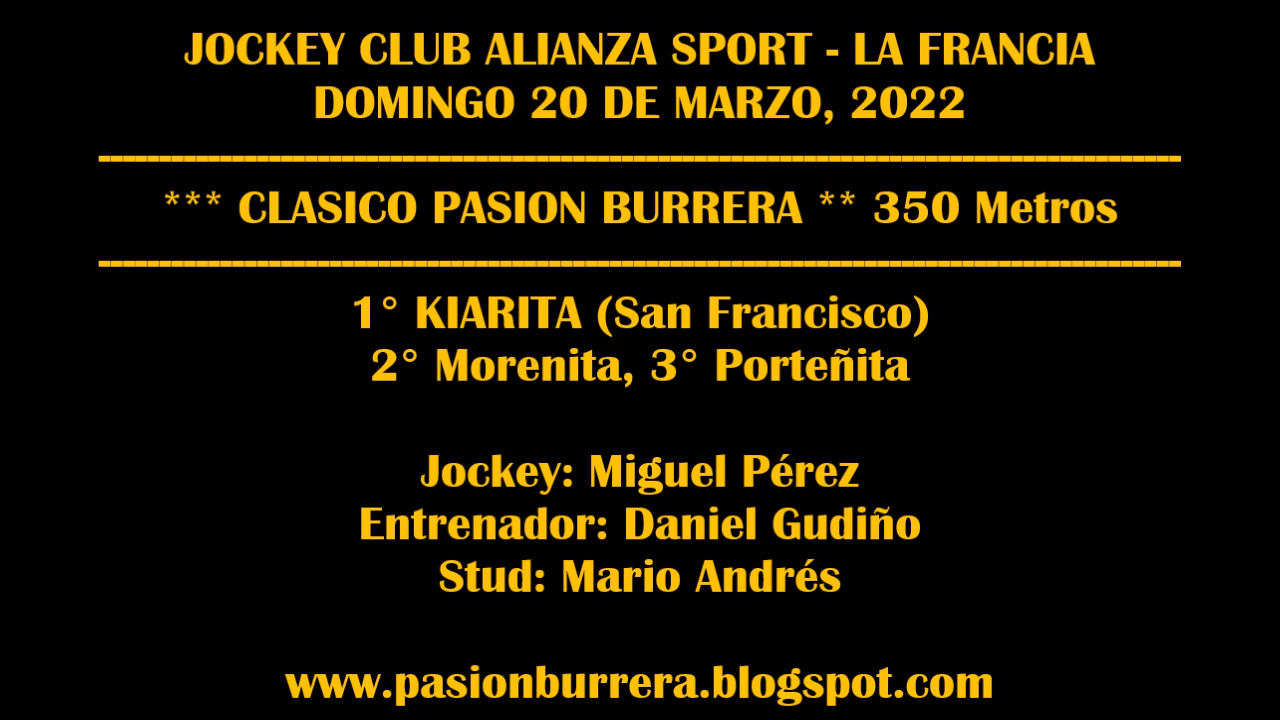 JOCKEY CLUB ALIANZA SPORT - LA FRANCIA
DOMINGO 20 DE MARZO, 2022
------------------------------------------------------------------------------------------
*** CLASICO PASION BURRERA ** 350 Metros
------------------------------------------------------------------------------------------
1° KIARITA (San Francisco)
2° Morenita, 3° Porteñita
Jockey: Miguel Pérez
Entrenador: Daniel Gudiño
Stud: Mario Andrés
www.pasionburrera.blogspot.com